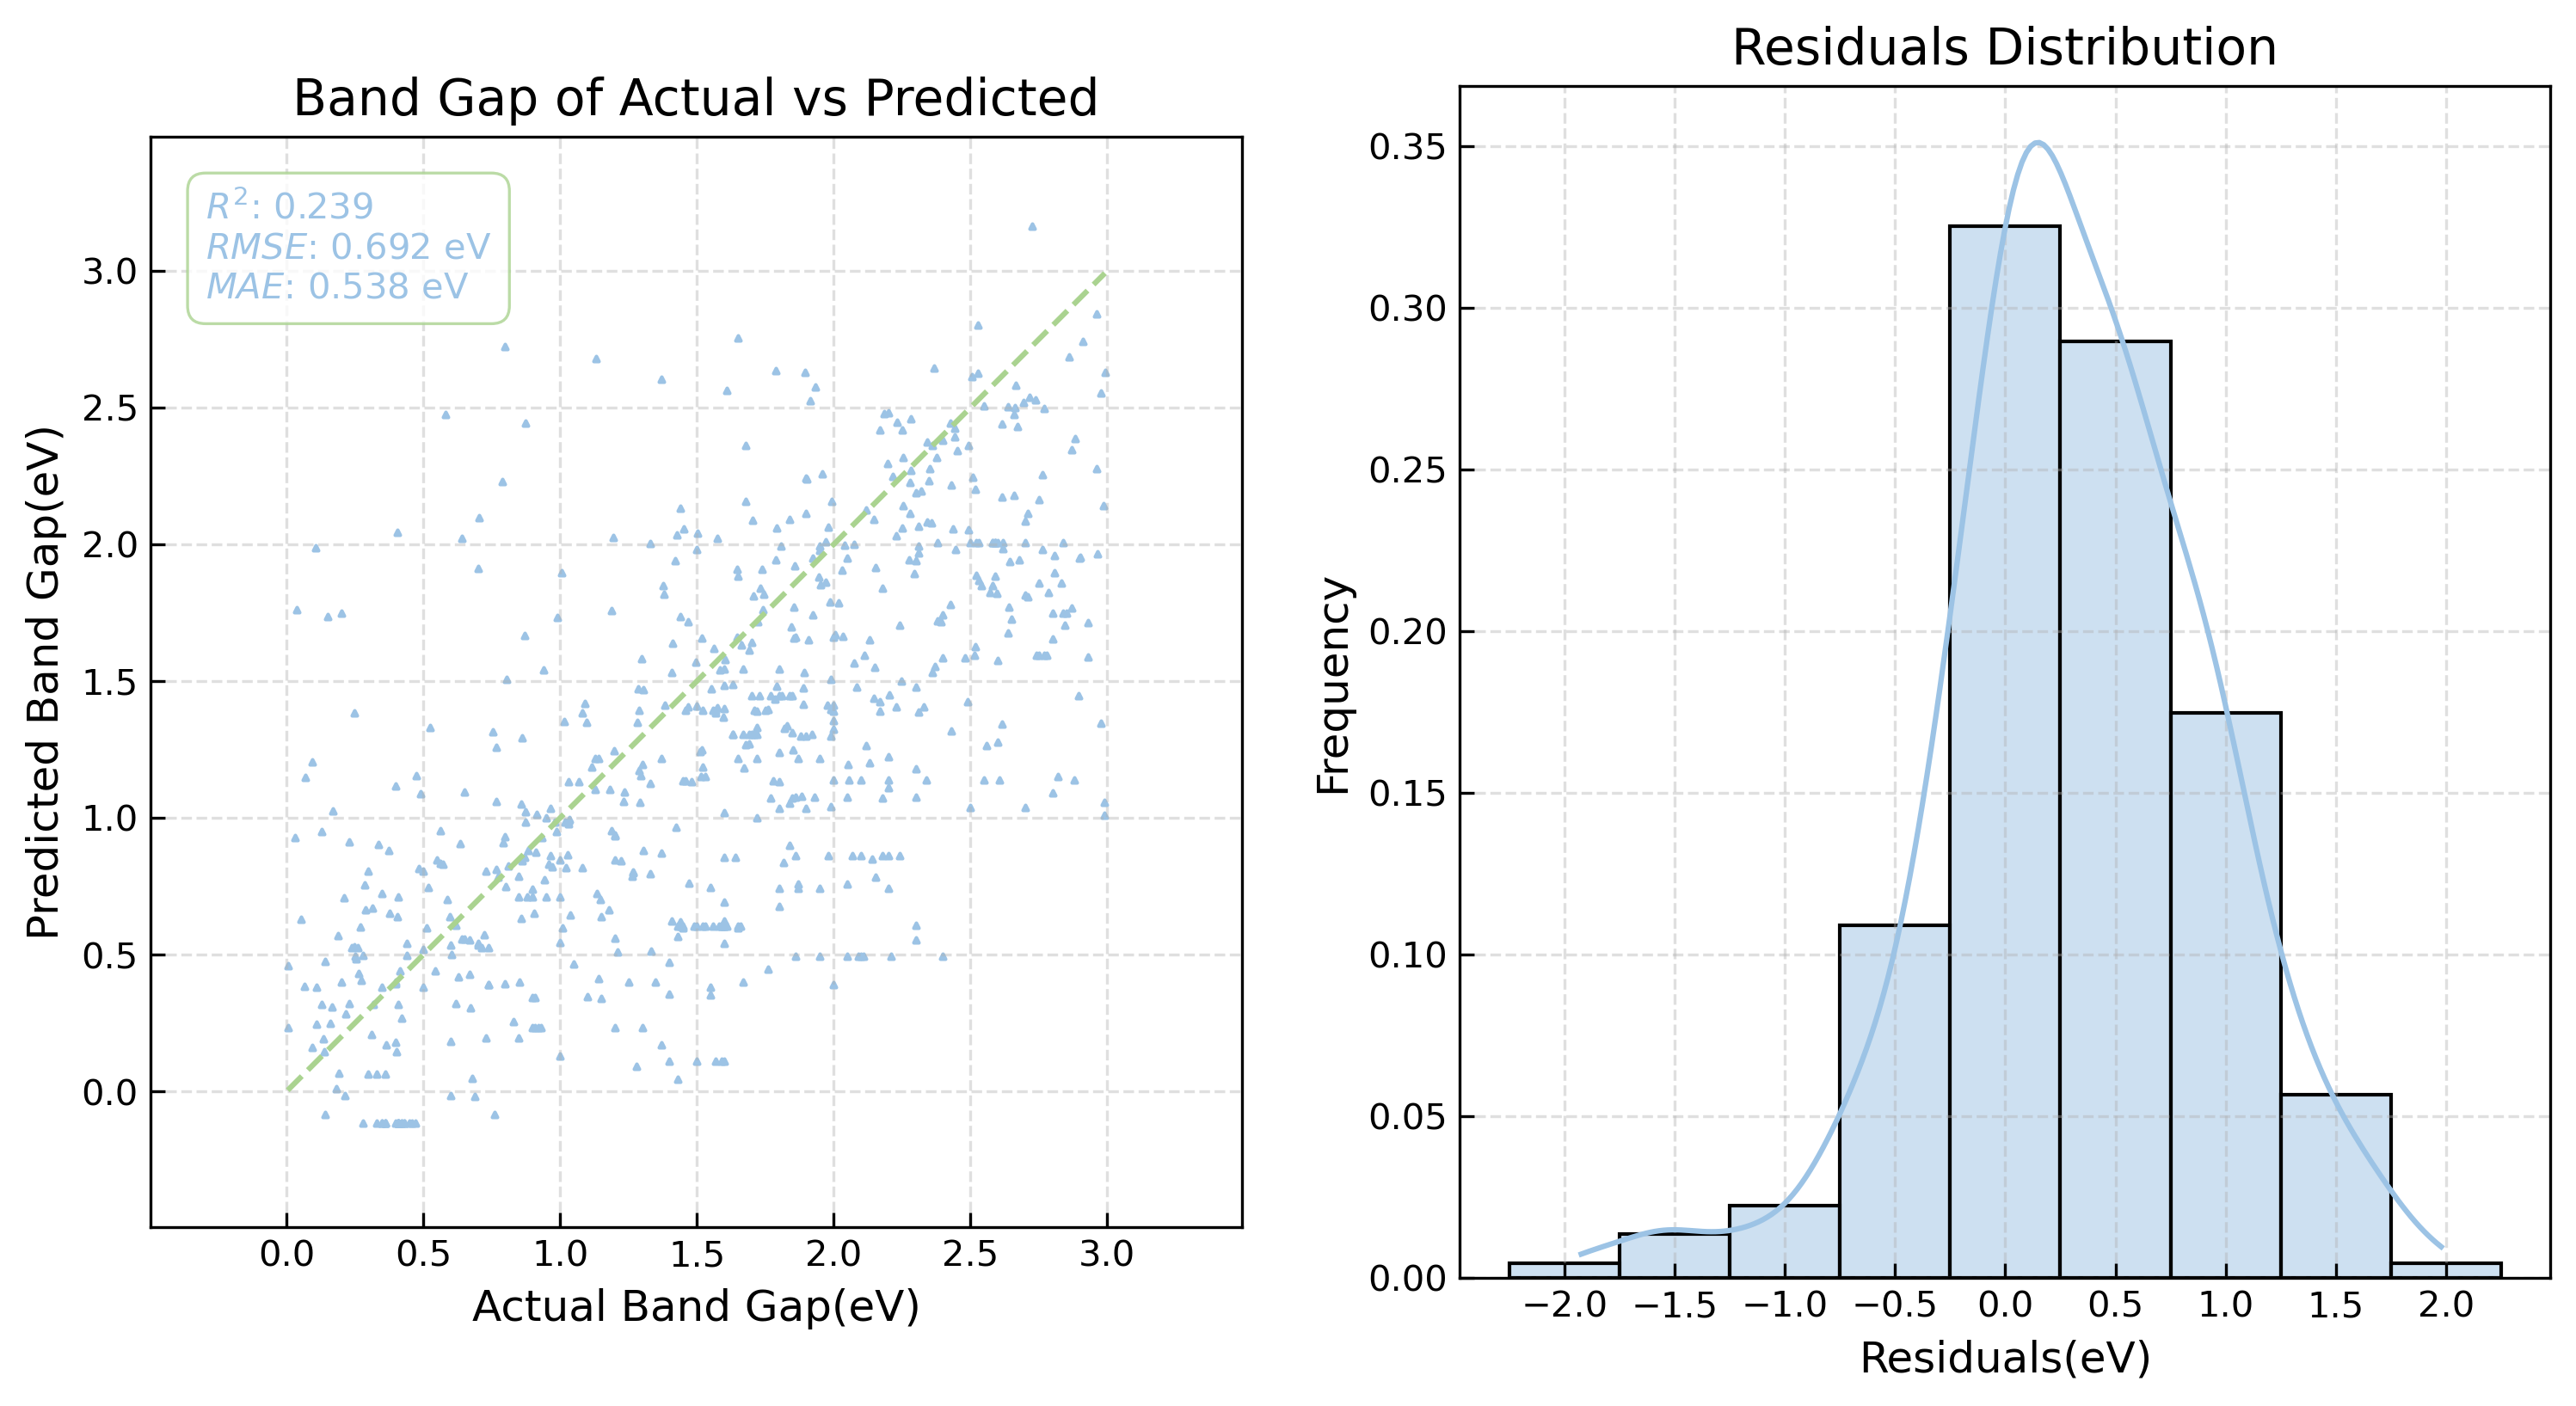 Band Gap of Actual vs Predicted
R²: 0.239
RMSE: 0.692 eV
MAE: 0.538 eV
3.0
2.5
2.0
1.5
1.0
0.5
0.0
Predicted Band Gap(eV)
0.0 0.5 1.0 1.5 2.0 2.5 3.0
Actual Band Gap(eV)
Residuals Distribution
0.35
0.30
0.25
0.20
0.15
0.10
0.05
0.00
Frequency
−2.0 −1.5 −1.0 −0.5 0.0 0.5 1.0 1.5 2.0
Residuals(eV)